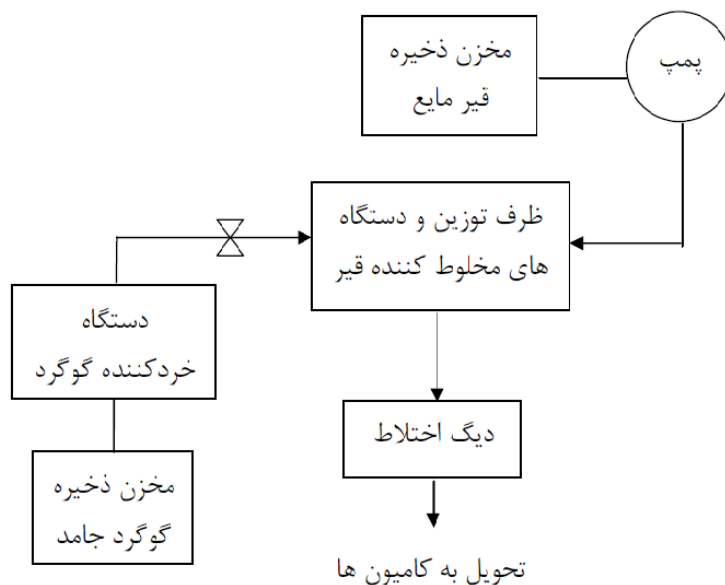 مخزن ذخیره
قیر مایع
پمپ
ظرف توزین و دستگاه
های مخلوط کننده قیر
دستگاه
خردکننده گوگرد
دیگ اختلاط
مخزن ذخیره
گوگرد جامد
تحویل به کامیون ها